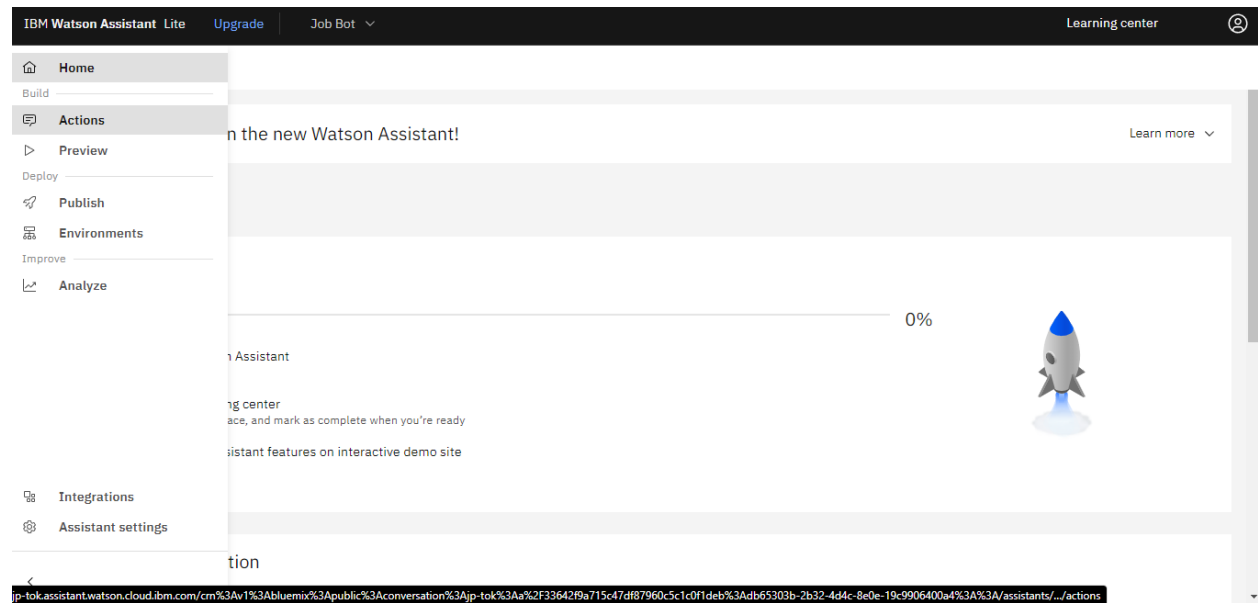 IBM Watson Assistant Lite Upgrade Job Bot Learning center
Home
Build
Actions
n the new Watson Assistant! Learn more
Preview
Deploy
Publish
Environments
Improve
Analyze
0%
n Assistant
ng center
ace, and mark as complete when you're ready
sistant features on interactive demo site
Integrations
Assistant settings
tion
jp-tok.assistant.watson.cloud.ibm.com/crn%3Av1%3Abluemix%3Apublic%3Aconversation%3Ajp-tok%3Aa%2F33642f9a715c47df87960c5c1c0f1deb%3Adb65303b-2b32-4d4c-8e0e-19c9906400a4%3A%3A/assistants/.../actions